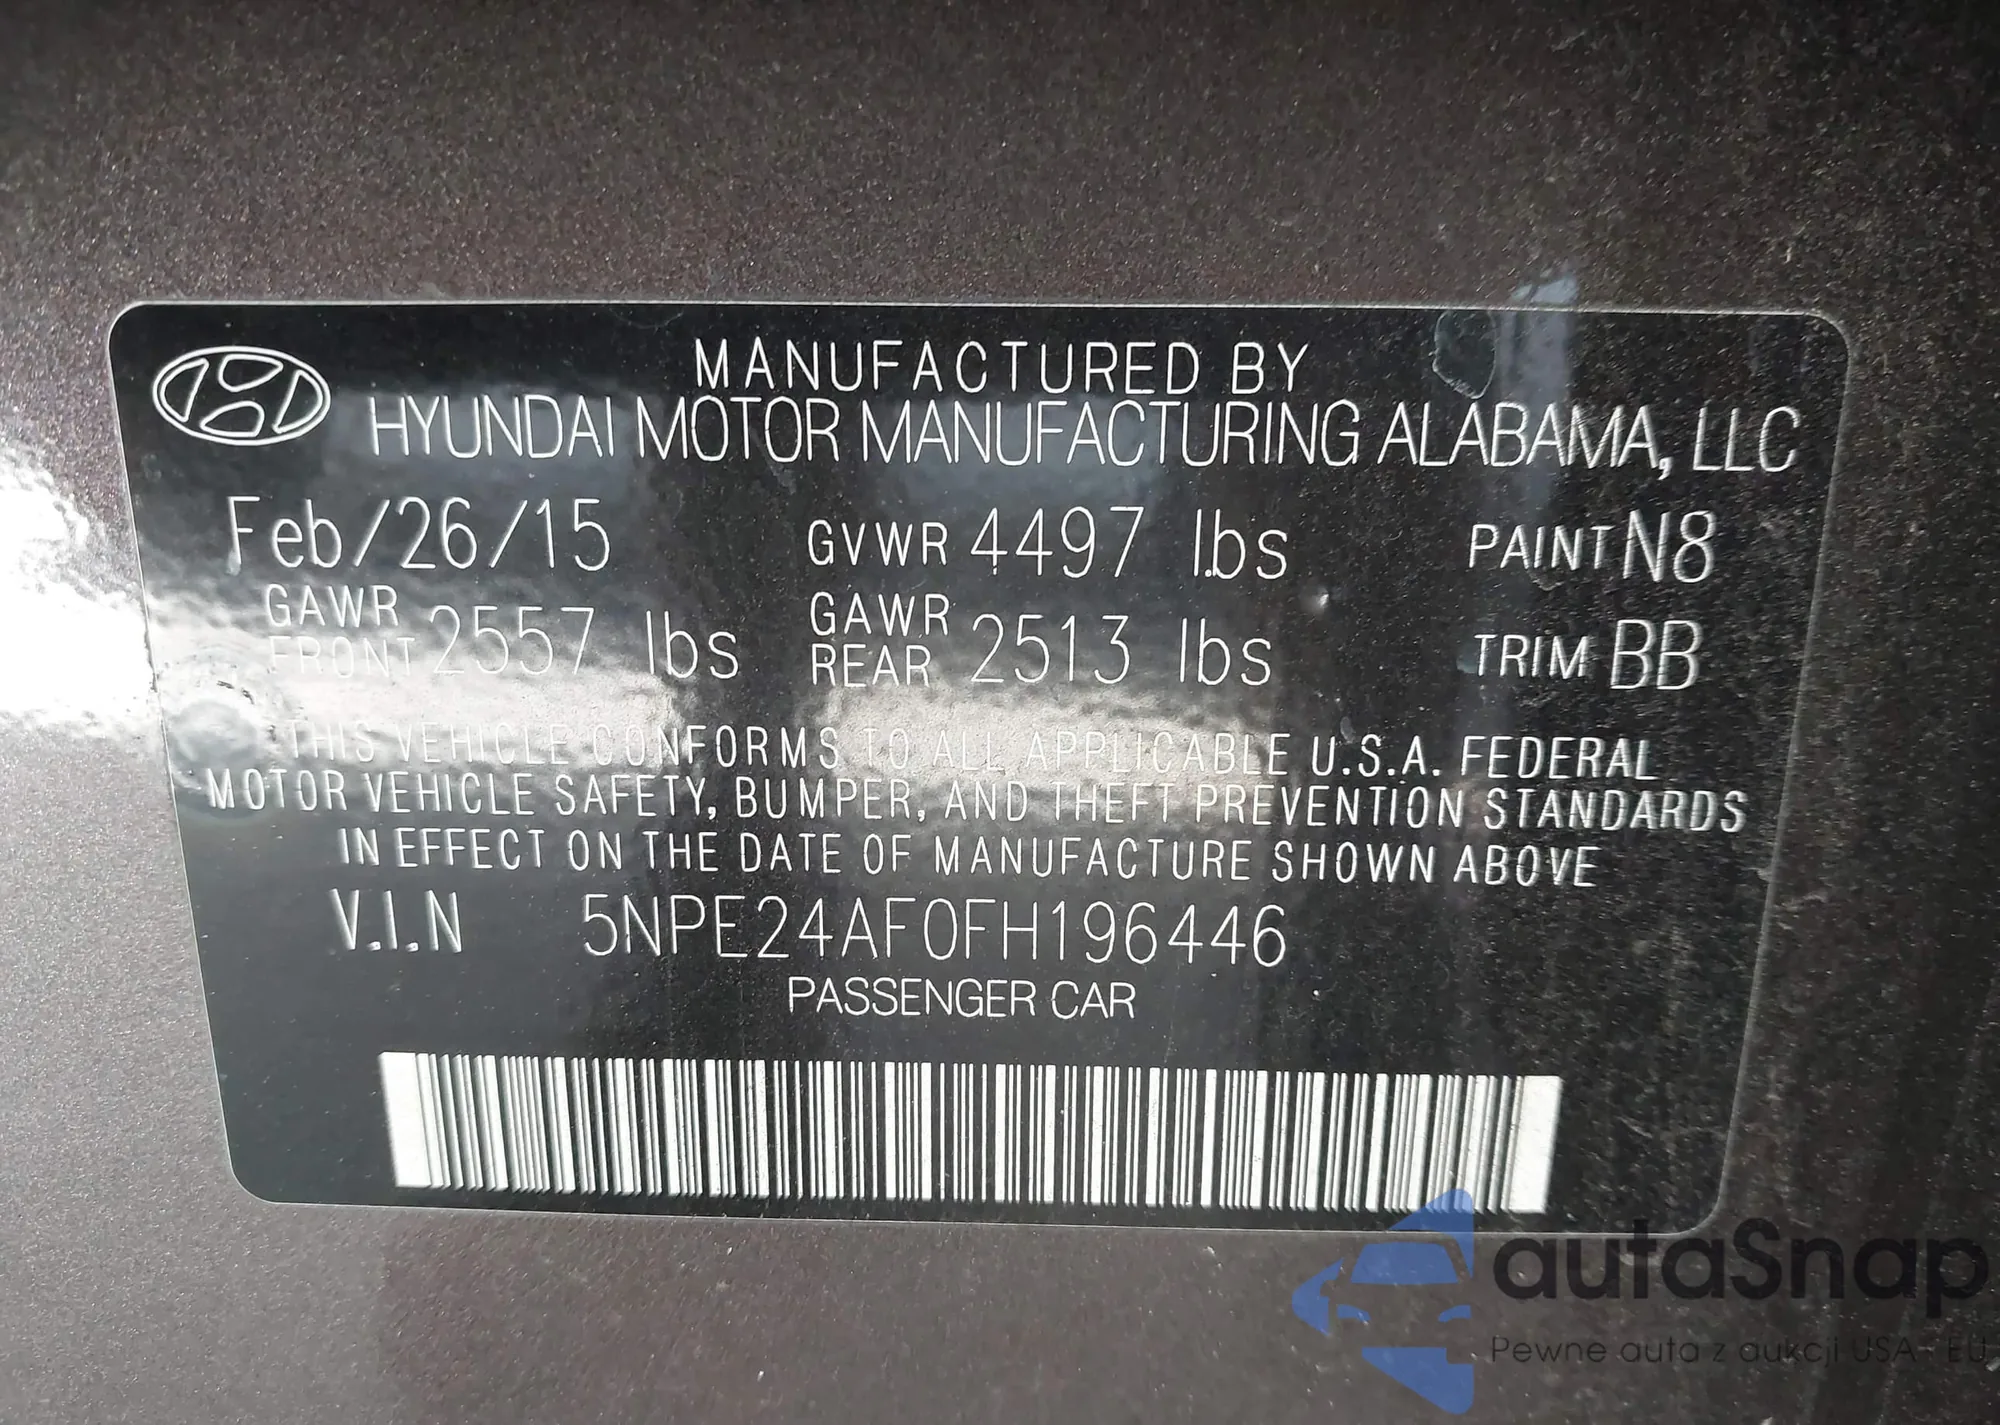 MANUFACTURED BY
HYUNDAI MOTOR MANUFACTURING ALABAMA, LLC
Feb/26/15 GVWR 4497 lbs PAINT N8
GAWR FRONT 2557 lbs GAWR REAR 2513 lbs TRIM BB
THIS VEHICLE CONFORMS TO ALL APPLICABLE U.S.A. FEDERAL
MOTOR VEHICLE SAFETY, BUMPER, AND THEFT PREVENTION STANDARDS
IN EFFECT ON THE DATE OF MANUFACTURE SHOWN ABOVE
V.I.N 5NPE24AF0FH196446
PASSENGER CAR
autaSnap
Pewne auta z aukcji USA - EU